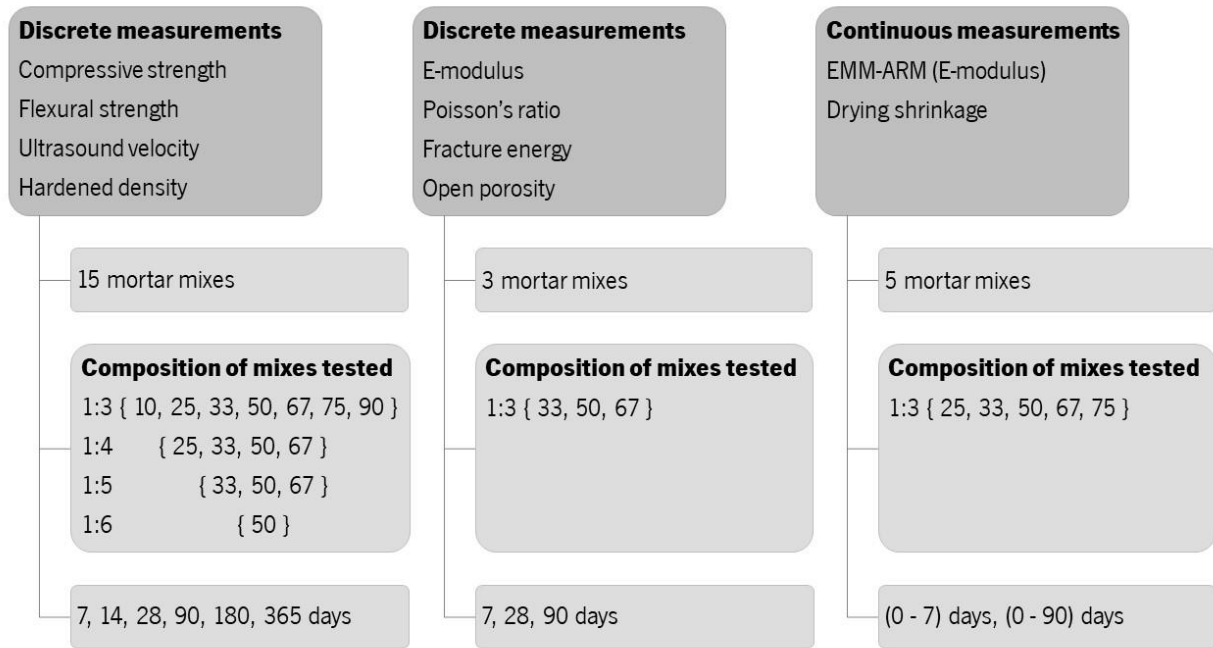 Discrete measurements
Compressive strength
Flexural strength
Ultrasound velocity
Hardened density
15 mortar mixes
Composition of mixes tested
1:3 { 10, 25, 33, 50, 67, 75, 90 }
1:4 { 25, 33, 50, 67 }
1:5 { 33, 50, 67 }
1:6 { 50 }
7, 14, 28, 90, 180, 365 days
Discrete measurements
E-modulus
Poisson's ratio
Fracture energy
Open porosity
3 mortar mixes
Composition of mixes tested
1:3 { 33, 50, 67 }
7, 28, 90 days
Continuous measurements
EMM-ARM (E-modulus)
Drying shrinkage
5 mortar mixes
Composition of mixes tested
1:3 { 25, 33, 50, 67, 75 }
(0 - 7) days, (0 - 90) days